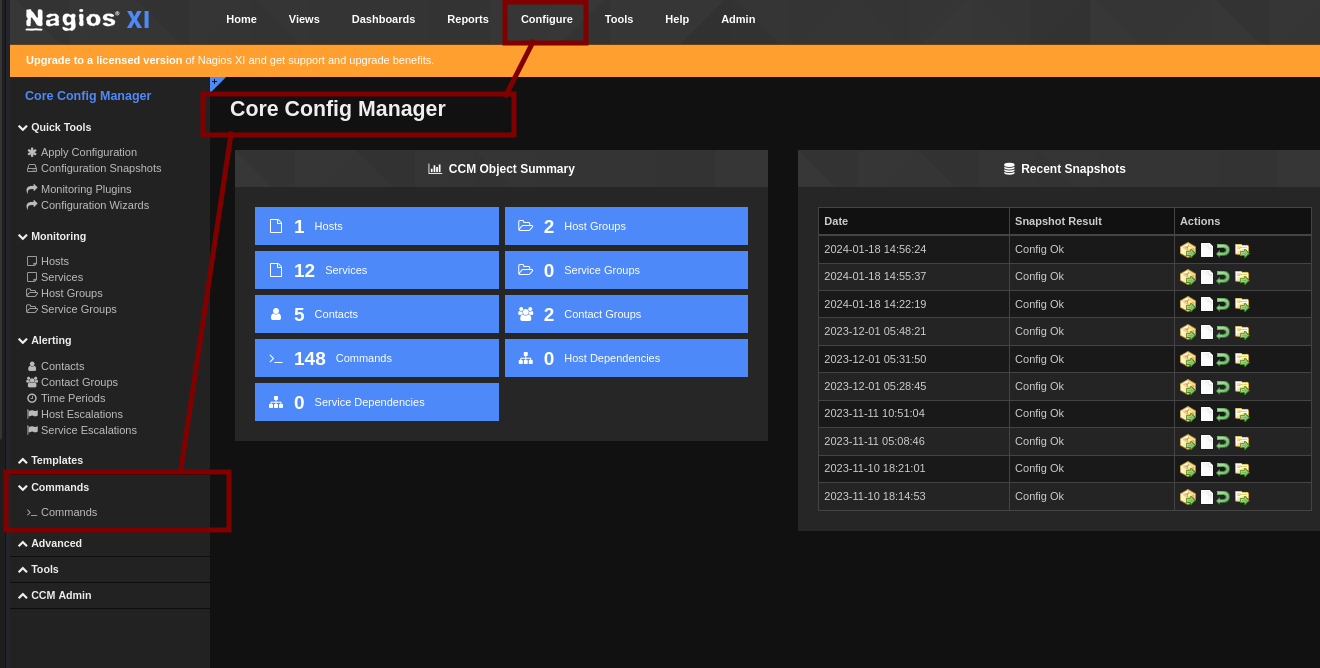 Nagios® XI
Home Views Dashboards Reports Configure Tools Help Admin
Upgrade to a licensed version of Nagios XI and get support and upgrade benefits.
Core Config Manager
Quick Tools
Apply Configuration
Configuration Snapshots
Monitoring Plugins
Configuration Wizards
Monitoring
Hosts
Services
Host Groups
Service Groups
Alerting
Contacts
Contact Groups
Time Periods
Host Escalations
Service Escalations
Templates
Commands
>_ Commands
Advanced
Tools
CCM Admin
Core Config Manager
CCM Object Summary
1 Hosts
2 Host Groups
12 Services
0 Service Groups
5 Contacts
2 Contact Groups
>_ 148 Commands
0 Host Dependencies
0 Service Dependencies
Recent Snapshots
Date Snapshot Result Actions
2024-01-18 14:56:24 Config Ok
2024-01-18 14:55:37 Config Ok
2024-01-18 14:22:19 Config Ok
2023-12-01 05:48:21 Config Ok
2023-12-01 05:31:50 Config Ok
2023-12-01 05:28:45 Config Ok
2023-11-11 10:51:04 Config Ok
2023-11-11 05:08:46 Config Ok
2023-11-10 18:21:01 Config Ok
2023-11-10 18:14:53 Config Ok